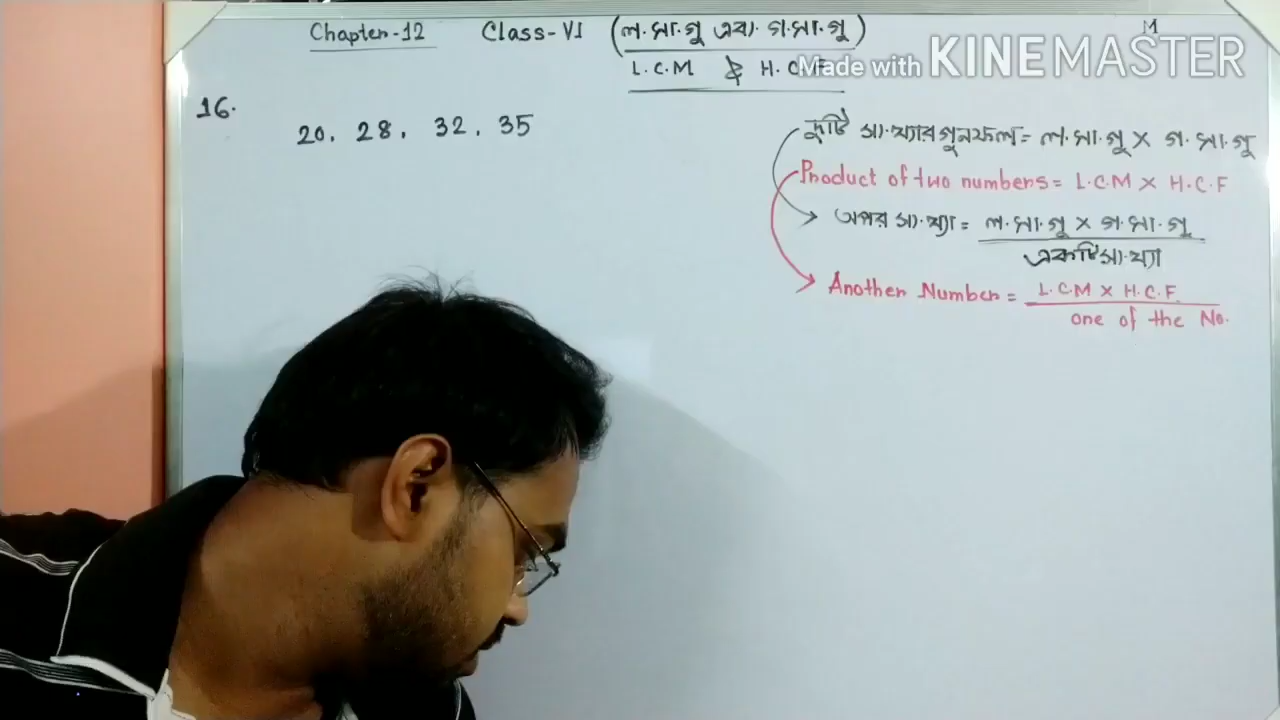 Chapter-12 Class-VI (ল.সা.গু এবং গ.সা.গু)
L.C.M & H.C.F
M
Made with KINEMASTER
16.
20, 28, 32, 35
দুটি সংখ্যার গুনফল = ল.সা.গু × গ.সা.গু
Product of two numbers = L.C.M × H.C.F
অপর সংখ্যা = ল.সা.গু × গ.সা.গু
একটি সংখ্যা
Another Number = L.C.M × H.C.F.
one of the No.